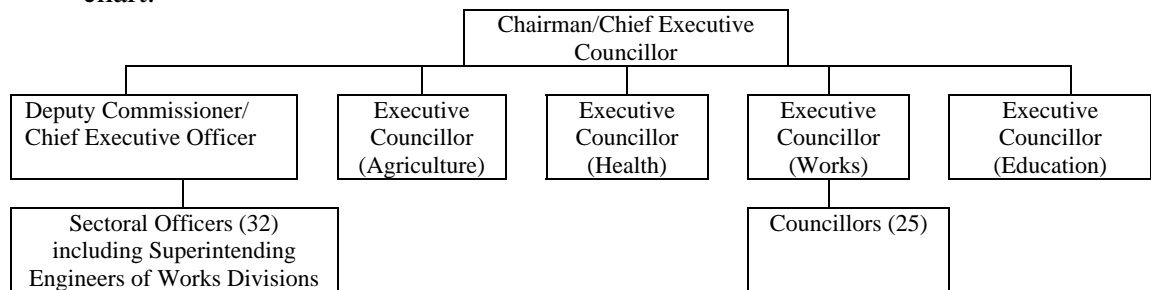 chart.
Chairman/Chief Executive
Councillor
Deputy Commissioner/
Chief Executive Officer
Executive
Councillor
(Agriculture)
Executive
Councillor
(Health)
Executive
Councillor
(Works)
Executive
Councillor
(Education)
Sectoral Officers (32)
including Superintending
Engineers of Works Divisions
Councillors (25)